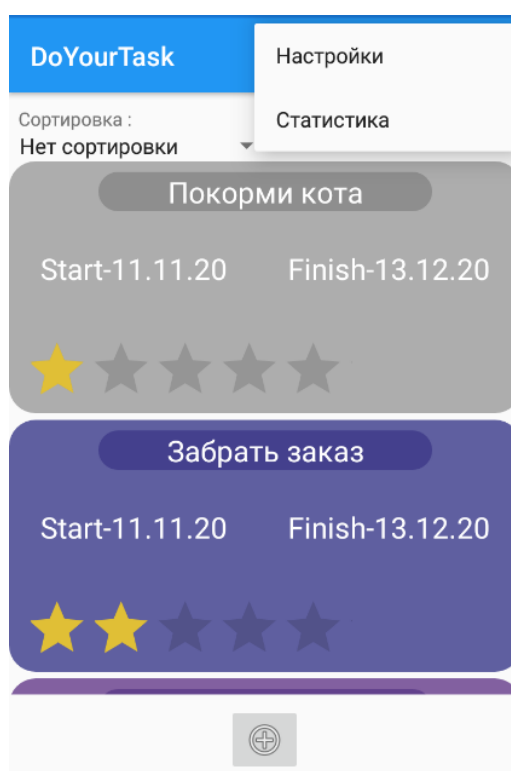 DoYourTask
Настройки
Статистика
Сортировка :
Нет сортировки
Покорми кота
Start-11.11.20 Finish-13.12.20
Забрать заказ
Start-11.11.20 Finish-13.12.20